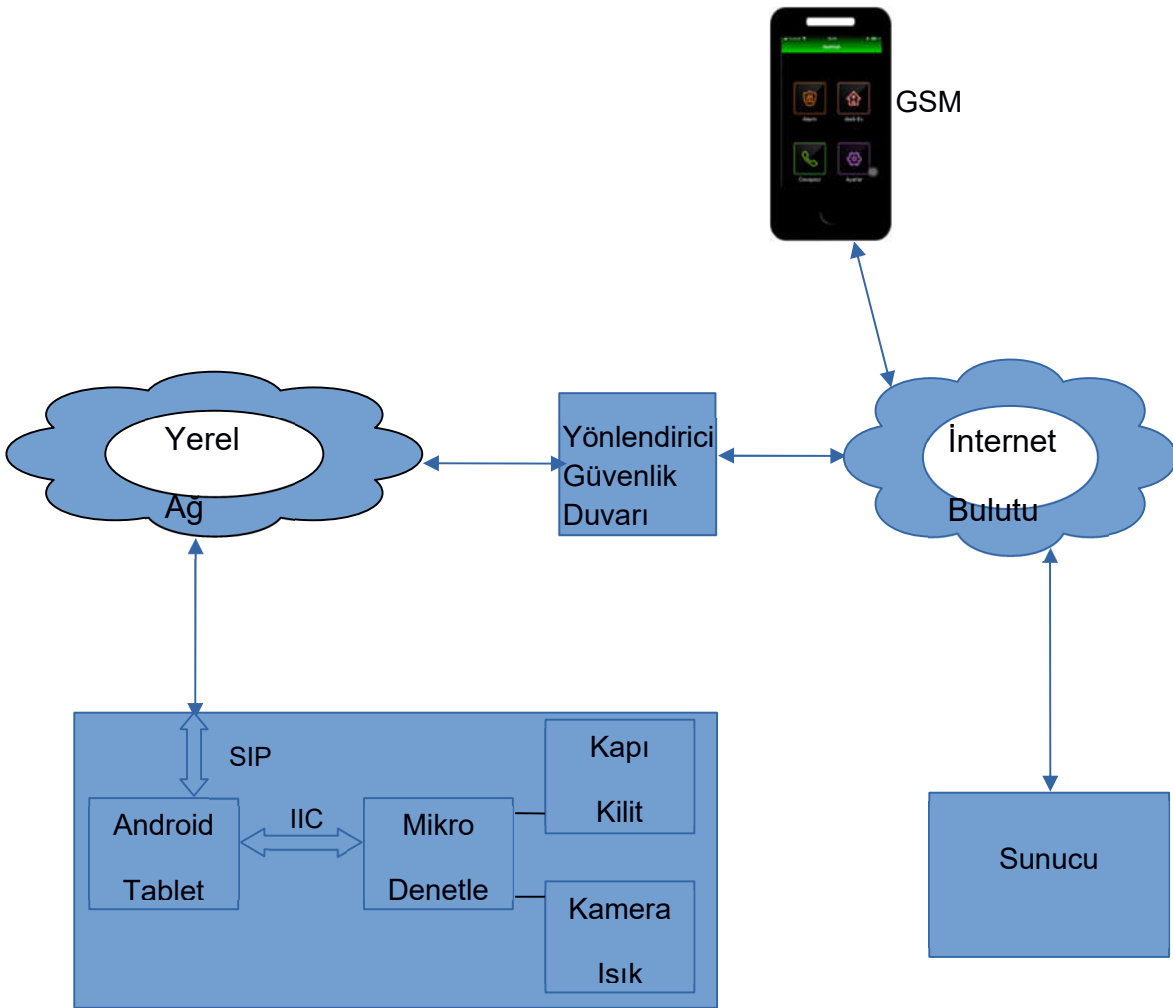 GSM
Yerel
Ağ
Yönlendirici
Güvenlik
Duvarı
İnternet
Bulutu
SIP
Android
Tablet
IIC
Mikro
Denetle
Kapı
Kilit
Kamera
Isık
Sunucu